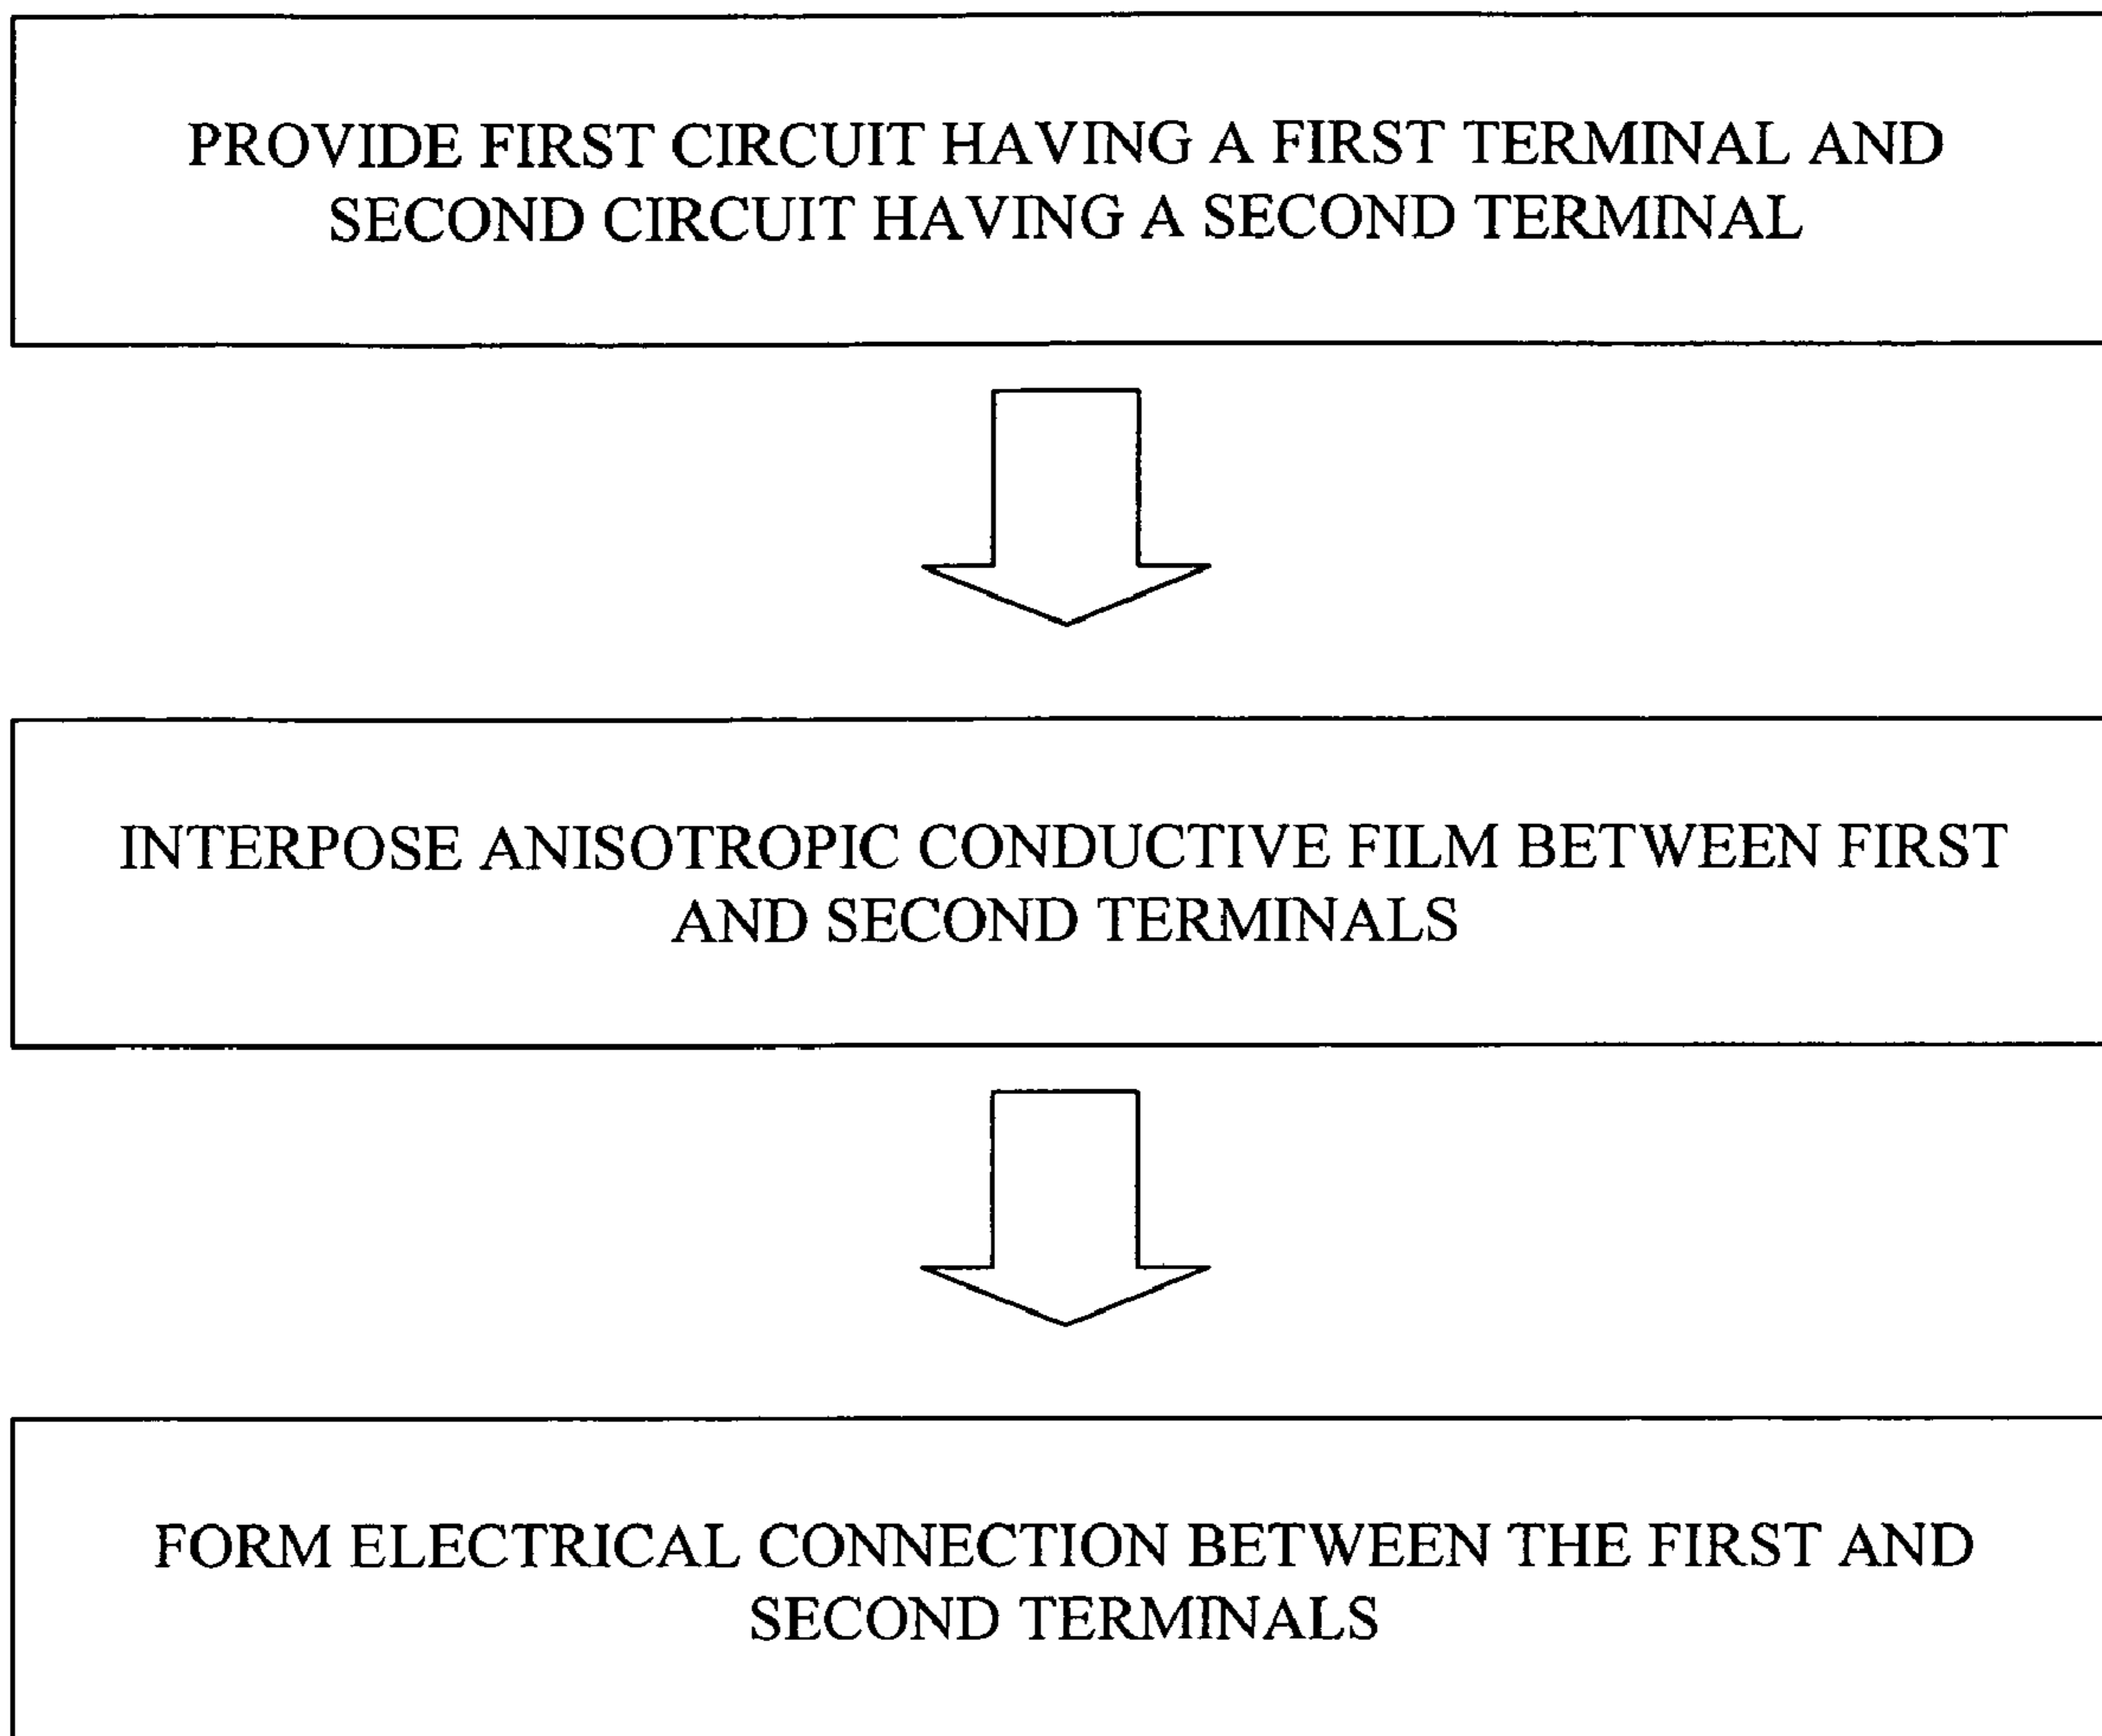 PROVIDE FIRST CIRCUIT HAVING A FIRST TERMINAL AND
SECOND CIRCUIT HAVING A SECOND TERMINAL
INTERPOSE ANISOTROPIC CONDUCTIVE FILM BETWEEN FIRST
AND SECOND TERMINALS
FORM ELECTRICAL CONNECTION BETWEEN THE FIRST AND
SECOND TERMINALS